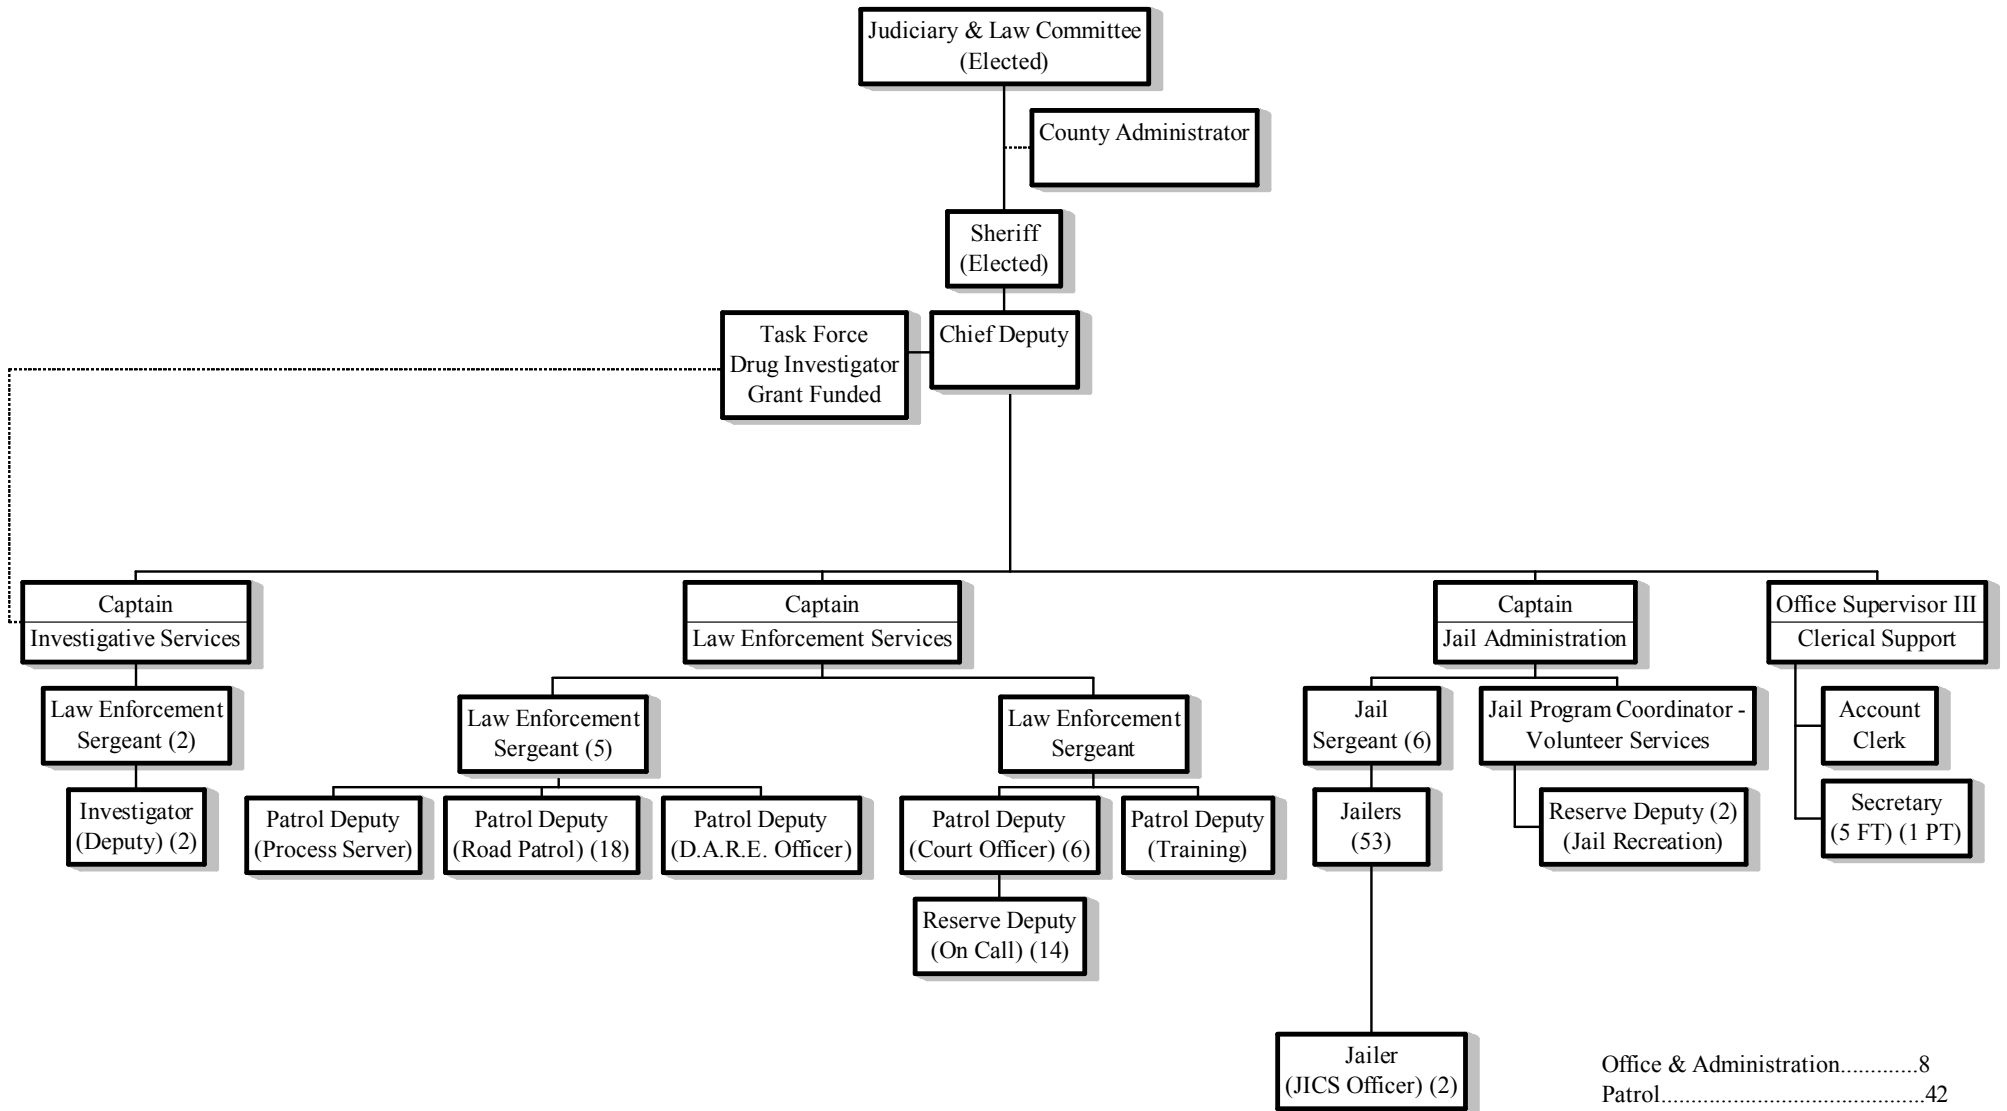 Judiciary & Law Committee
(Elected)
County Administrator
Sheriff
(Elected)
Task Force
Drug Investigator
Grant Funded
Chief Deputy
Captain
Investigative Services
Captain
Law Enforcement Services
Captain
Jail Administration
Office Supervisor III
Clerical Support
Law Enforcement
Sergeant (2)
Law Enforcement
Sergeant (5)
Law Enforcement
Sergeant
Jail
Sergeant (6)
Jail Program Coordinator -
Volunteer Services
Account
Clerk
Investigator
(Deputy) (2)
Patrol Deputy
(Process Server)
Patrol Deputy
(Road Patrol) (18)
Patrol Deputy
(D.A.R.E. Officer)
Patrol Deputy
(Court Officer) (6)
Patrol Deputy
(Training)
Jailers
(53)
Reserve Deputy (2)
(Jail Recreation)
Secretary
(5 FT) (1 PT)
Reserve Deputy
(On Call) (14)
Jailer
(JICS Officer) (2)
Office & Administration.............8
Patrol............................................42